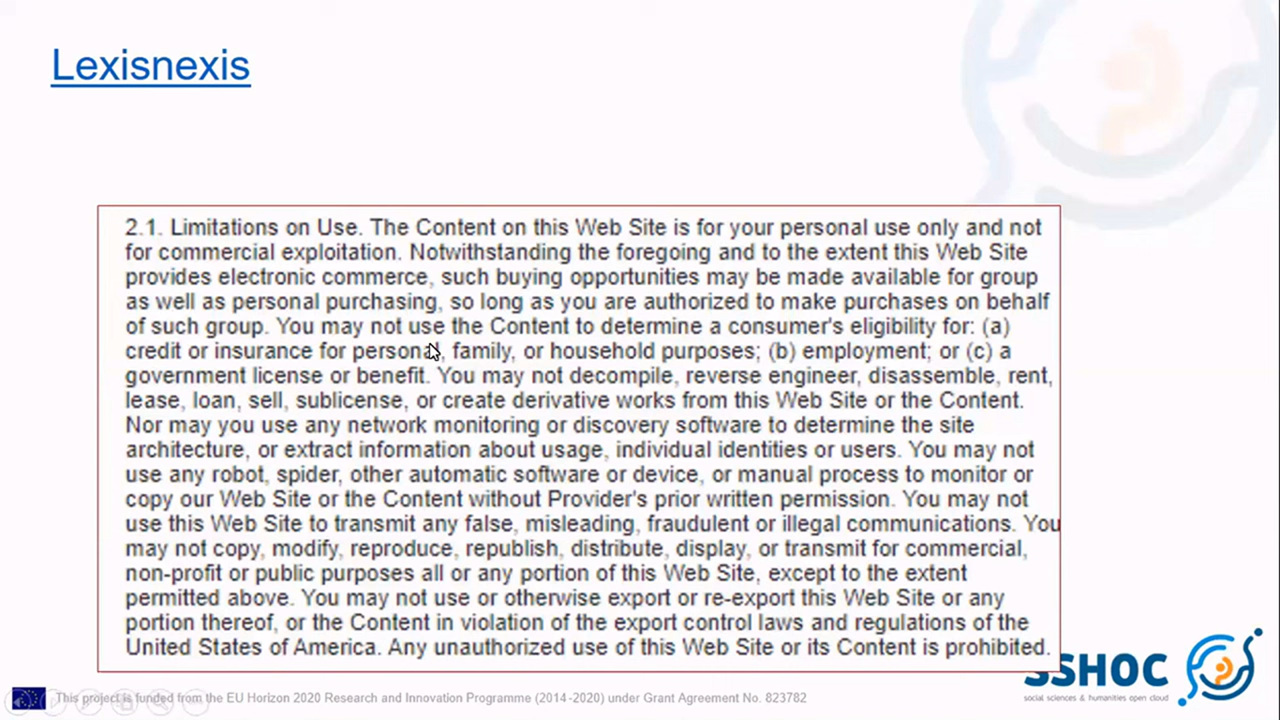 Lexisnexis
2.1. Limitations on Use. The Content on this Web Site is for your personal use only and not
for commercial exploitation. Notwithstanding the foregoing and to the extent this Web Site
provides electronic commerce, such buying opportunities may be made available for group
as well as personal purchasing, so long as you are authorized to make purchases on behalf
of such group. You may not use the Content to determine a consumer's eligibility for: (a)
credit or insurance for personal, family, or household purposes; (b) employment; or (c) a
government license or benefit. You may not decompile, reverse engineer, disassemble, rent,
lease, loan, sell, sublicense, or create derivative works from this Web Site or the Content.
Nor may you use any network monitoring or discovery software to determine the site
architecture, or extract information about usage, individual identities or users. You may not
use any robot, spider, other automatic software or device, or manual process to monitor or
copy our Web Site or the Content without Provider's prior written permission. You may not
use this Web Site to transmit any false, misleading, fraudulent or illegal communications. You
may not copy, modify, reproduce, republish, distribute, display, or transmit for commercial,
non-profit or public purposes all or any portion of this Web Site, except to the extent
permitted above. You may not use or otherwise export or re-export this Web Site or any
portion thereof, or the Content in violation of the export control laws and regulations of the
United States of America. Any unauthorized use of this Web Site or its Content is prohibited.
SSHOC
social sciences & humanities open cloud
This project is funded from the EU Horizon 2020 Research and Innovation Programme (2014-2020) under Grant Agreement No. 823782